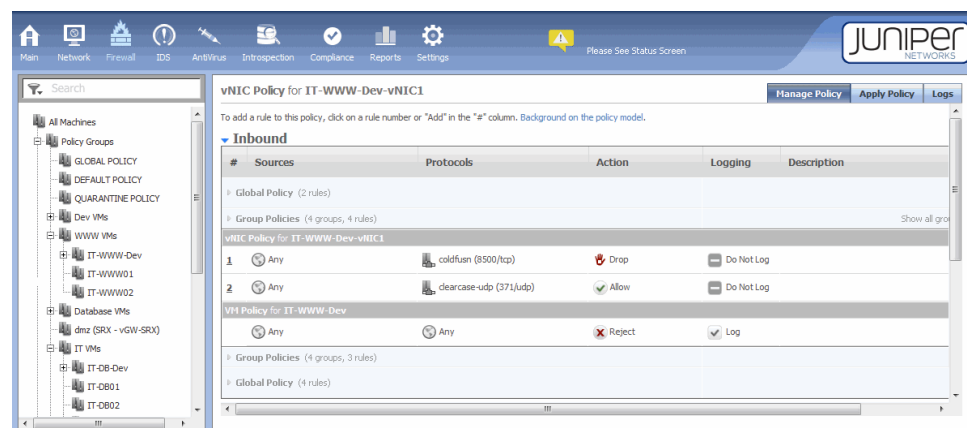 JUNIPER
NETWORKS
Main Network Firewall IDS AntiVirus Introspection Compliance Reports Settings
Please See Status Screen
Search
All Machines
Policy Groups
GLOBAL POLICY
DEFAULT POLICY
QUARANTINE POLICY
Dev VMs
WWW VMs
IT-WWW-Dev
IT-WWW01
IT-WWW02
Database VMs
dmz (SRX - vGW-SRX)
IT VMs
IT-DB-Dev
IT-DB01
IT-DB02
vNIC Policy for IT-WWW-Dev-vNIC1
Manage Policy Apply Policy Logs
To add a rule to this policy, click on a rule number or "Add" in the "#" column. Background on the policy model.
Inbound
# Sources Protocols Action Logging Description
Global Policy (2 rules)
Group Policies (4 groups, 4 rules) Show all grou
vNIC Policy for IT-WWW-Dev-vNIC1
1 Any coldfusn (8500/tcp) Drop Do Not Log
2 Any clearcase-udp (371/udp) Allow Do Not Log
VM Policy for IT-WWW-Dev
Any Any Reject Log
Group Policies (4 groups, 3 rules)
Global Policy (4 rules)